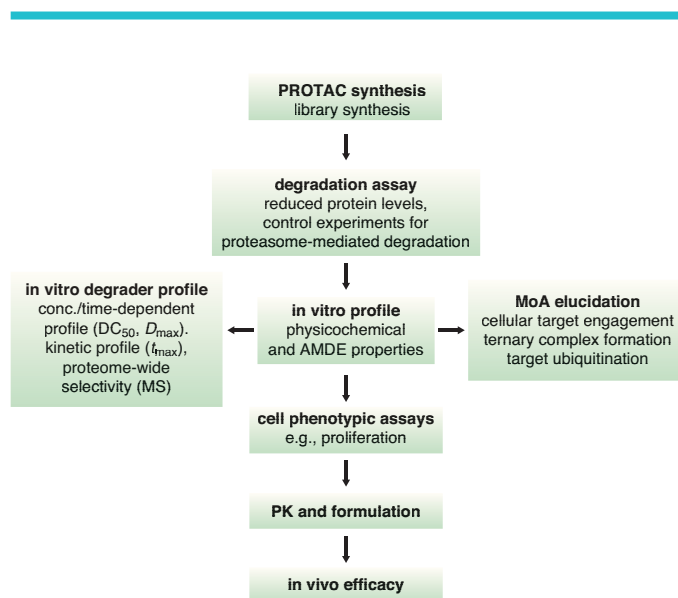 PROTAC synthesis
library synthesis
degradation assay
reduced protein levels,
control experiments for
proteasome-mediated degradation
in vitro degrader profile
conc./time-dependent
profile (DC50, Dmax).
kinetic profile (tmax),
proteome-wide
selectivity (MS)
in vitro profile
physicochemical
and AMDE properties
MoA elucidation
cellular target engagement
ternary complex formation
target ubiquitination
cell phenotypic assays
e.g., proliferation
PK and formulation
in vivo efficacy